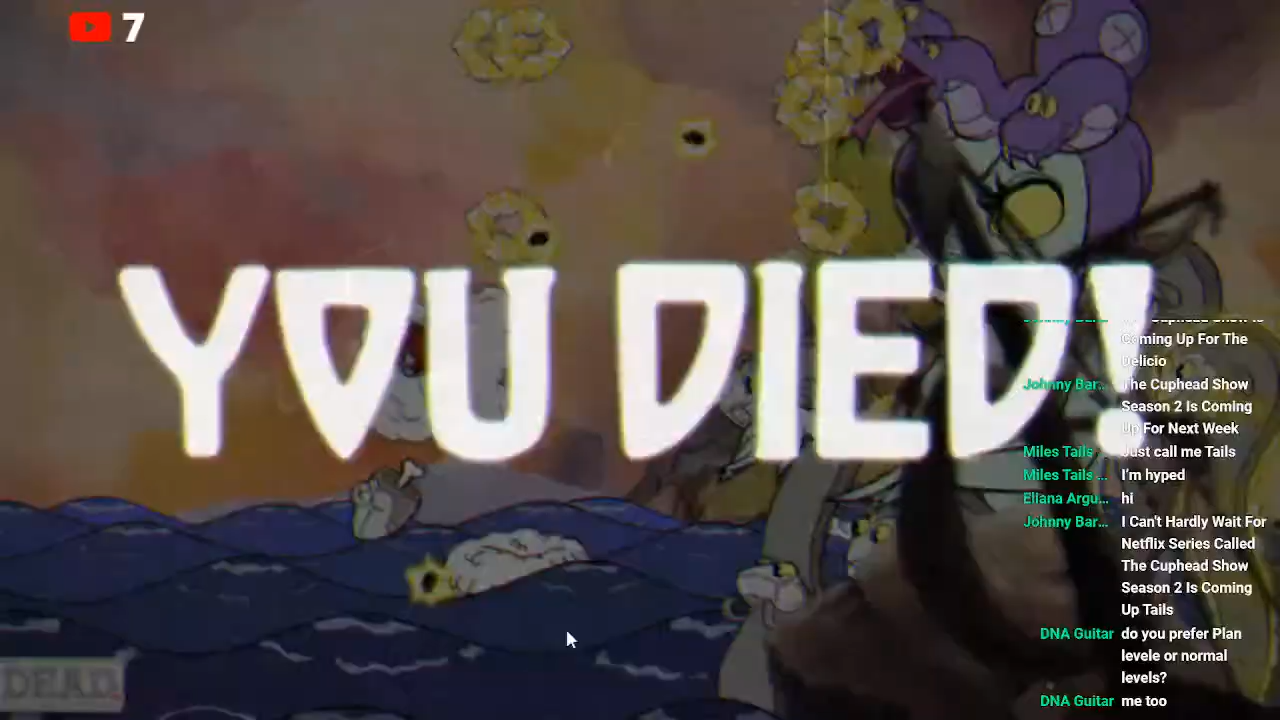 7
YOU DIED!
Coming Up For The
Delicio
Johnny Bar... The Cuphead Show
Season 2 Is Coming
Up For Next Week
Miles Tails ... Just call me Tails
Miles Tails ... I'm hyped
Eliana Argu... hi
Johnny Bar... I Can't Hardly Wait For
Netflix Series Called
The Cuphead Show
Season 2 Is Coming
Up Tails
DNA Guitar do you prefer Plan
levele or normal
levels?
DNA Guitar me too
DEAD